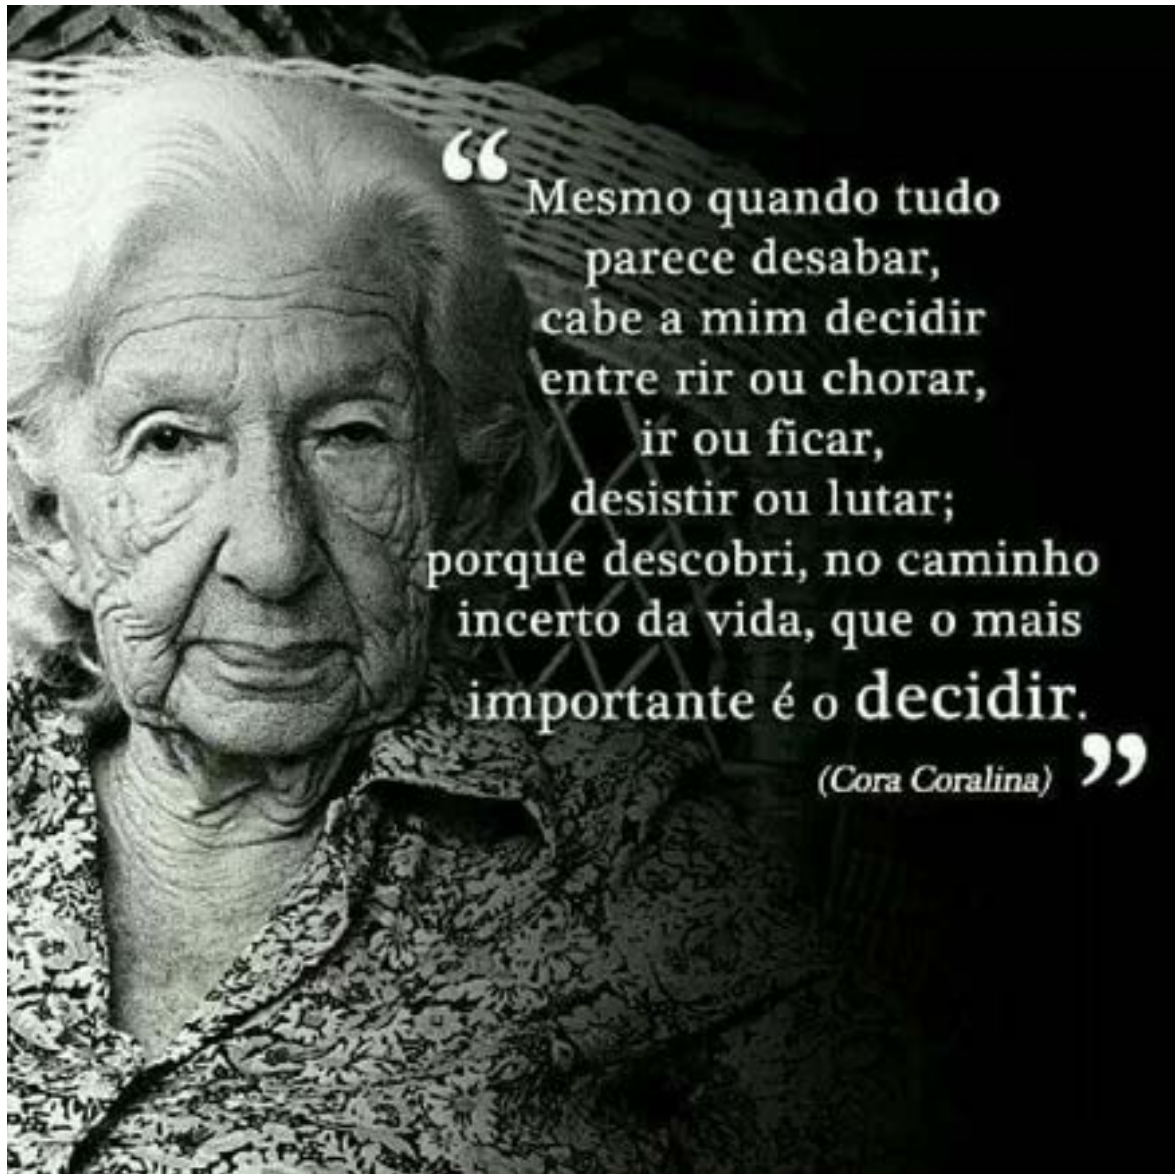 “Mesmo quando tudo
parece desabar,
cabe a mim decidir
entre rir ou chorar,
ir ou ficar,
desistir ou lutar;
porque descobri, no caminho
incerto da vida, que o mais
importante é o decidir.
(Cora Coralina)”